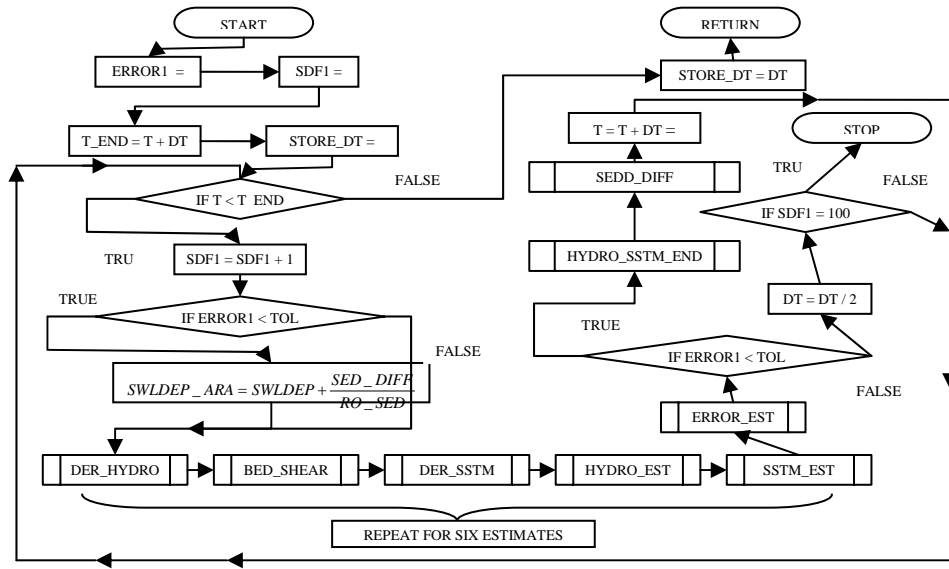 START
ERROR1 =
SDF1 =
T_END = T + DT
STORE_DT =
IF T < T_END
FALSE
TRU
SDF1 = SDF1 + 1
TRUE
IF ERROR1 < TOL
FALSE
SWLDEP_ARA = SWLDEP + SED_DIFF
RO_SED
DER_HYDRO
BED_SHEAR
DER_SSTM
HYDRO_EST
SSTM_EST
REPEAT FOR SIX ESTIMATES
RETURN
STORE_DT = DT
T = T + DT =
STOP
SEDD_DIFF
TRU
FALSE
IF SDF1 = 100
HYDRO_SSTM_END
DT = DT / 2
TRUE
IF ERROR1 < TOL
FALSE
ERROR_EST